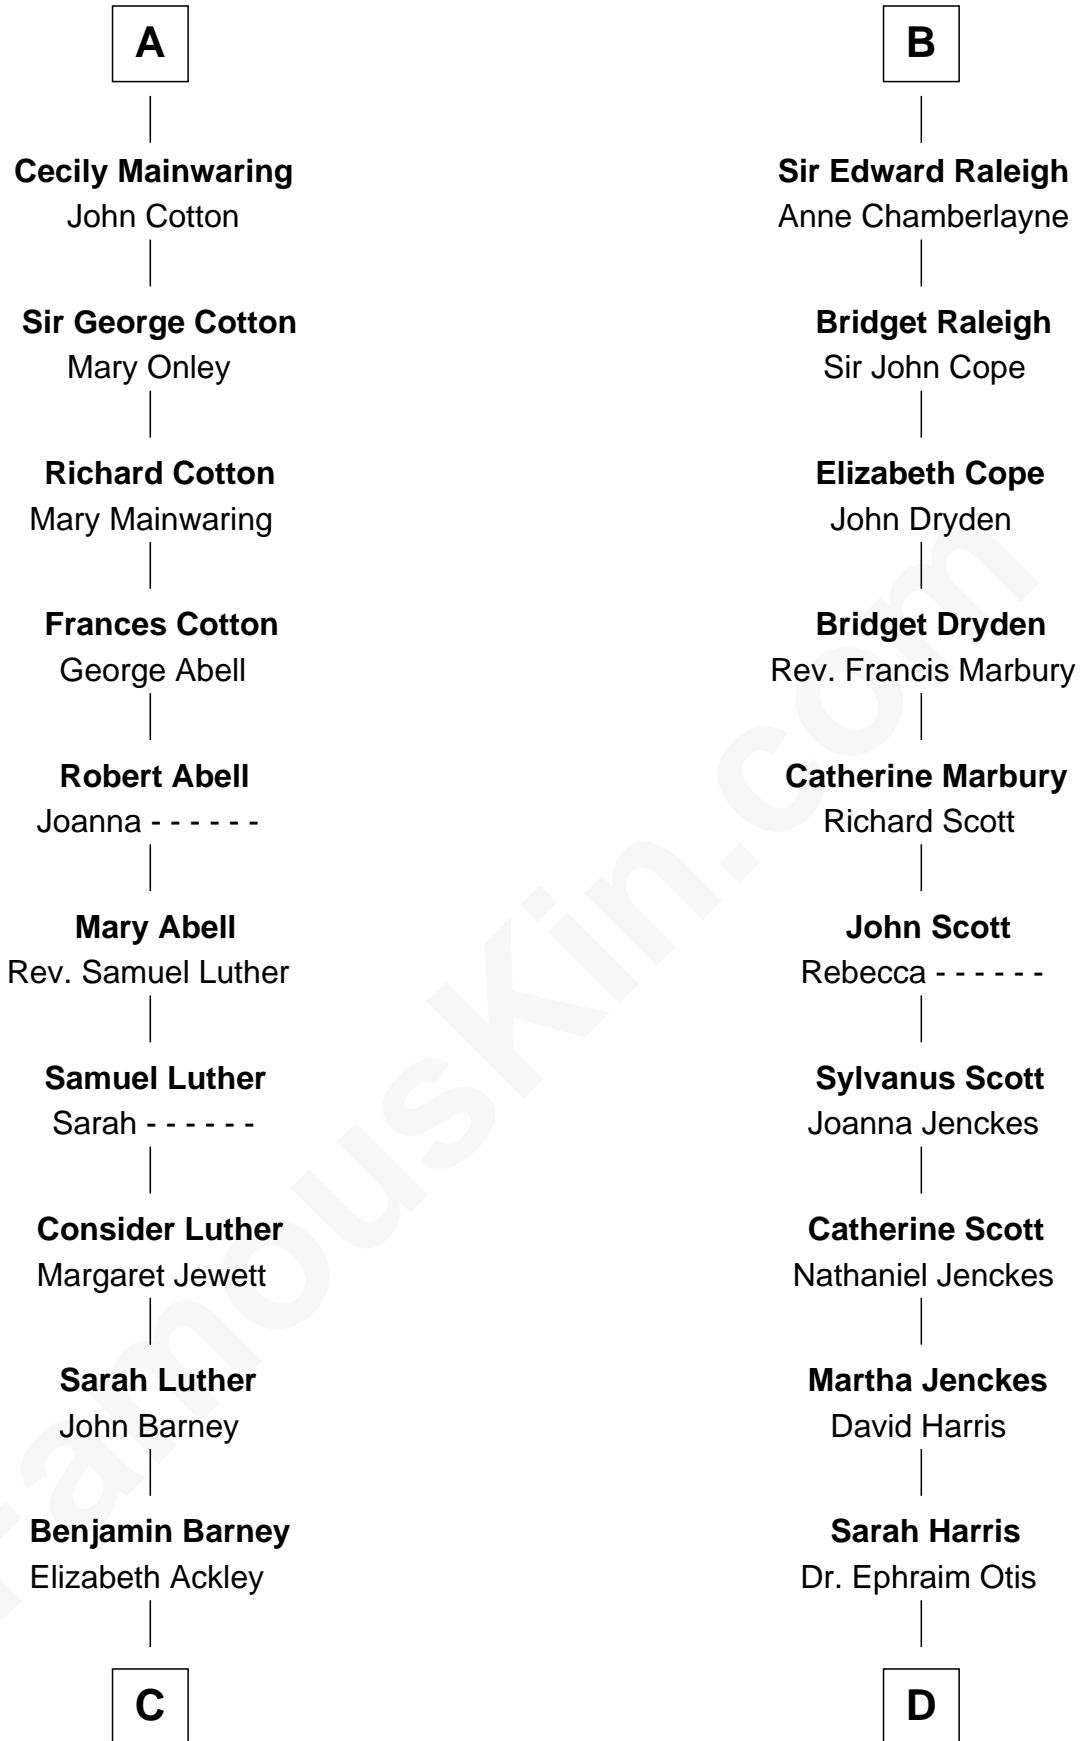 A
Cecily Mainwaring
John Cotton
Sir George Cotton
Mary Onley
Richard Cotton
Mary Mainwaring
Frances Cotton
George Abell
Robert Abell
Joanna - - - - - -
Mary Abell
Rev. Samuel Luther
Samuel Luther
Sarah - - - - - -
Consider Luther
Margaret Jewett
Sarah Luther
John Barney
Benjamin Barney
Elizabeth Ackley
C
B
Sir Edward Raleigh
Anne Chamberlayne
Bridget Raleigh
Sir John Cope
Elizabeth Cope
John Dryden
Bridget Dryden
Rev. Francis Marbury
Catherine Marbury
Richard Scott
John Scott
Rebecca - - - - - -
Sylvanus Scott
Joanna Jenckes
Catherine Scott
Nathaniel Jenckes
Martha Jenckes
David Harris
Sarah Harris
Dr. Ephraim Otis
D
FamousKin.com